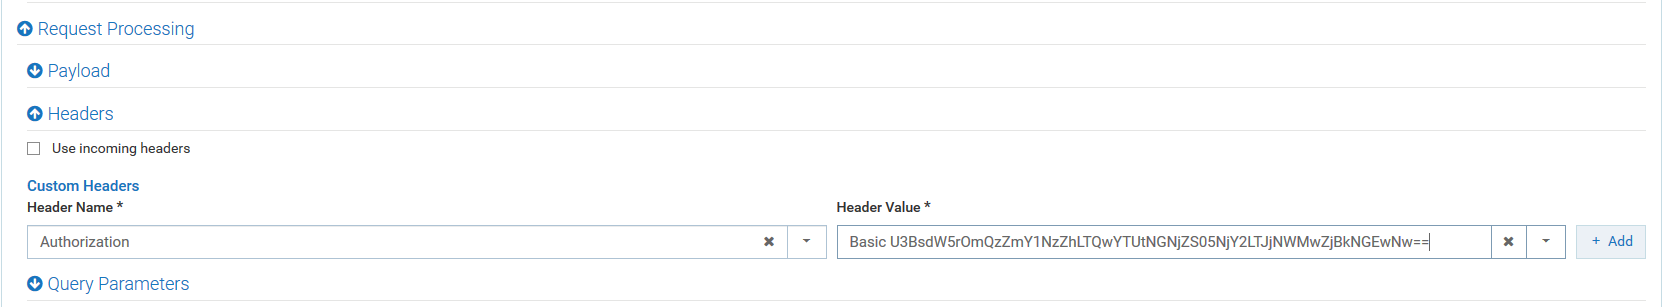 Request Processing
Payload
Headers
Use incoming headers
Custom Headers
Header Name *
Header Value *
Authorization
Basic U3BsdW5rOmQzZmY1NzZhLTQwYTUtNGNjZS05NjY2LTJjNWMwZjBkNGEwNw==
+ Add
Query Parameters